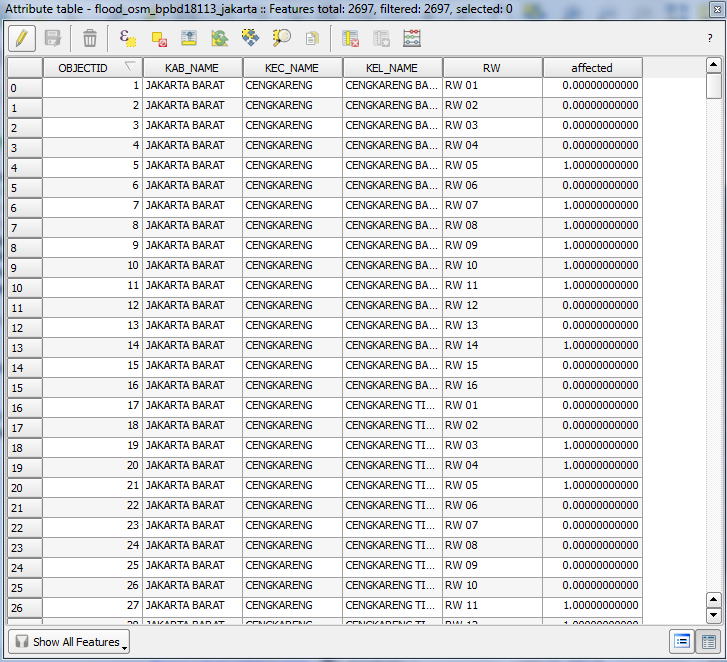 Attribute table - flood_osm_bpbd18113_jakarta :: Features total: 2697, filtered: 2697, selected: 0
?
OBJECTID KAB_NAME KEC_NAME KEL_NAME RW affected
0 1 JAKARTA BARAT CENGKARENG CENGKARENG BA... RW 01 0.00000000000
1 2 JAKARTA BARAT CENGKARENG CENGKARENG BA... RW 02 0.00000000000
2 3 JAKARTA BARAT CENGKARENG CENGKARENG BA... RW 03 0.00000000000
3 4 JAKARTA BARAT CENGKARENG CENGKARENG BA... RW 04 0.00000000000
4 5 JAKARTA BARAT CENGKARENG CENGKARENG BA... RW 05 1.00000000000
5 6 JAKARTA BARAT CENGKARENG CENGKARENG BA... RW 06 0.00000000000
6 7 JAKARTA BARAT CENGKARENG CENGKARENG BA... RW 07 1.00000000000
7 8 JAKARTA BARAT CENGKARENG CENGKARENG BA... RW 08 1.00000000000
8 9 JAKARTA BARAT CENGKARENG CENGKARENG BA... RW 09 1.00000000000
9 10 JAKARTA BARAT CENGKARENG CENGKARENG BA... RW 10 1.00000000000
10 11 JAKARTA BARAT CENGKARENG CENGKARENG BA... RW 11 1.00000000000
11 12 JAKARTA BARAT CENGKARENG CENGKARENG BA... RW 12 0.00000000000
12 13 JAKARTA BARAT CENGKARENG CENGKARENG BA... RW 13 0.00000000000
13 14 JAKARTA BARAT CENGKARENG CENGKARENG BA... RW 14 1.00000000000
14 15 JAKARTA BARAT CENGKARENG CENGKARENG BA... RW 15 0.00000000000
15 16 JAKARTA BARAT CENGKARENG CENGKARENG BA... RW 16 0.00000000000
16 17 JAKARTA BARAT CENGKARENG CENGKARENG TI... RW 01 0.00000000000
17 18 JAKARTA BARAT CENGKARENG CENGKARENG TI... RW 02 0.00000000000
18 19 JAKARTA BARAT CENGKARENG CENGKARENG TI... RW 03 1.00000000000
19 20 JAKARTA BARAT CENGKARENG CENGKARENG TI... RW 04 1.00000000000
20 21 JAKARTA BARAT CENGKARENG CENGKARENG TI... RW 05 1.00000000000
21 22 JAKARTA BARAT CENGKARENG CENGKARENG TI... RW 06 0.00000000000
22 23 JAKARTA BARAT CENGKARENG CENGKARENG TI... RW 07 0.00000000000
23 24 JAKARTA BARAT CENGKARENG CENGKARENG TI... RW 08 0.00000000000
24 25 JAKARTA BARAT CENGKARENG CENGKARENG TI... RW 09 0.00000000000
25 26 JAKARTA BARAT CENGKARENG CENGKARENG TI... RW 10 0.00000000000
26 27 JAKARTA BARAT CENGKARENG CENGKARENG TI... RW 11 1.00000000000
Show All Features